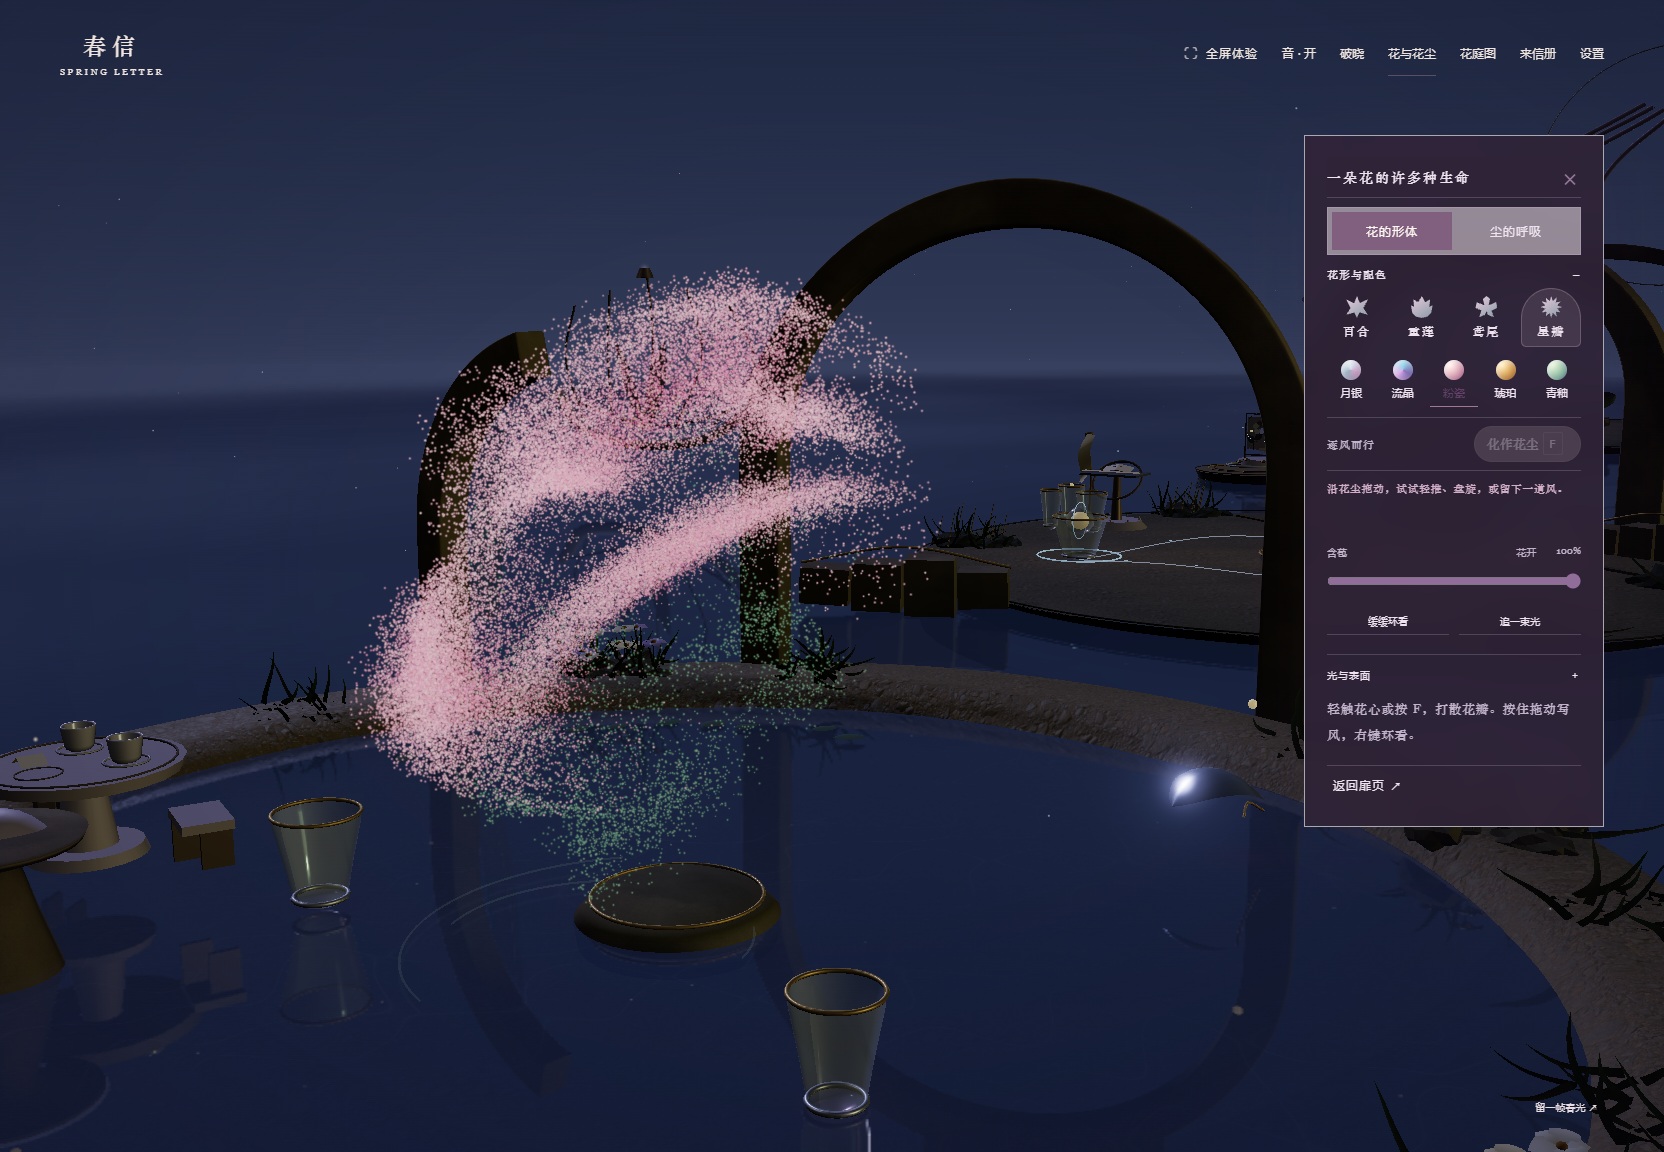 春信
SPRING LETTER
全屏体验 音·开 破晓 花与花尘 花庭图 来信册 设置
一朵花的许多种生命
花的形体 尘的呼吸
花形与配色
百合 重莲 鸢尾 星瓣
月银 流晶 粉瓷 琥珀 青釉
逐风而行 化作花尘 F
沿花尘拖动，试试轻推、盘旋，或留下一道风。
含苞 花开 100%
缓缓环看 追一束光
光与表面
轻触花心或按 F，打散花瓣。按住拖动写
风，右键环看。
返回扉页 ↗
留一帧春光 ↗